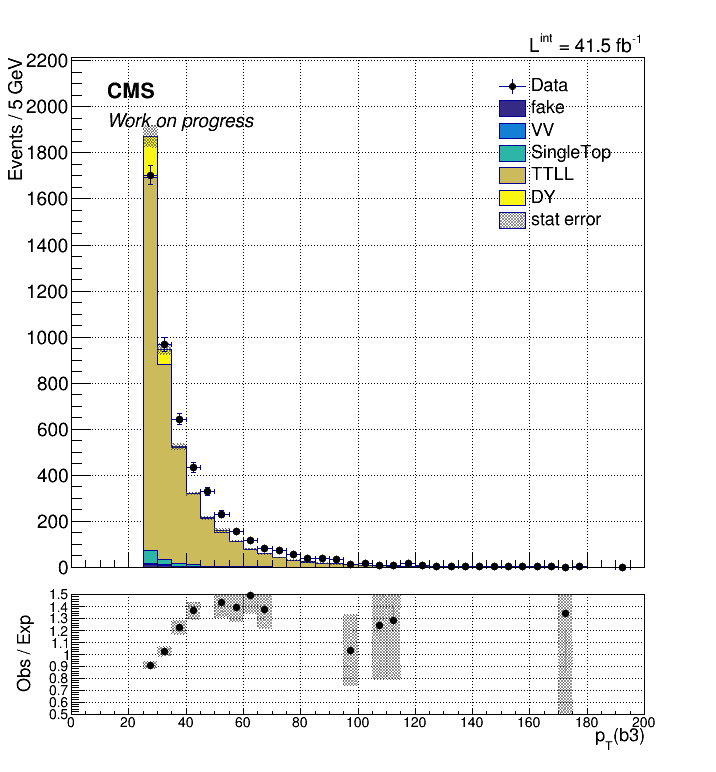 L^int = 41.5 fb^-1
Events / 5 GeV
2200
2000
1800
1600
1400
1200
1000
800
600
400
200
0
CMS
Work on progress
Data
fake
VV
SingleTop
TTLL
DY
stat error
Obs / Exp
1.5
1.4
1.3
1.2
1.1
1
0.9
0.8
0.7
0.6
0.5
0 20 40 60 80 100 120 140 160 180 200
p_T(b3)